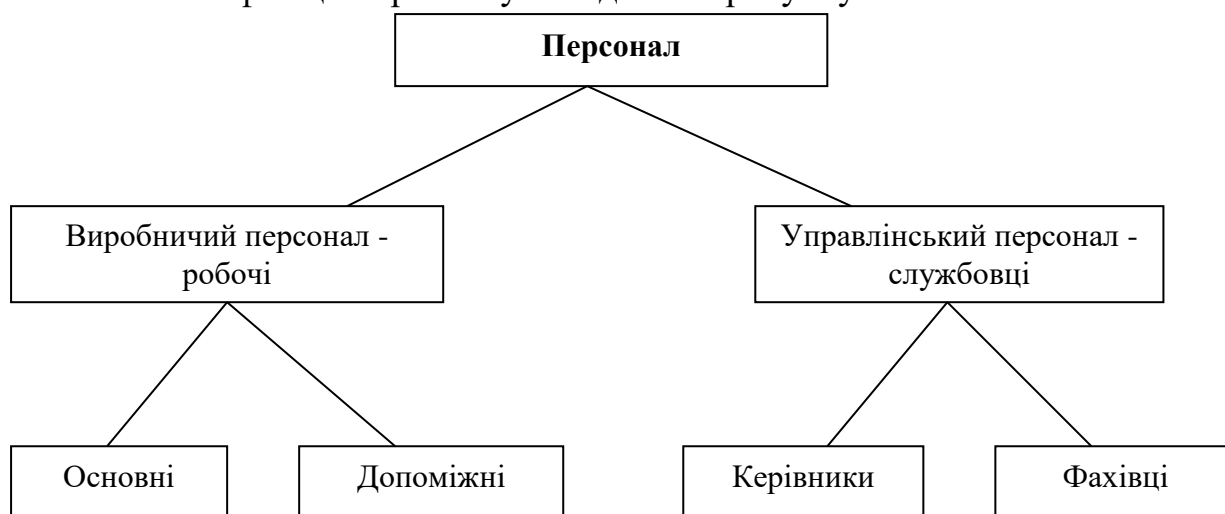 Персонал
Виробничий персонал -
робочі
Управлінський персонал -
службовці
Основні
Допоміжні
Керівники
Фахівці